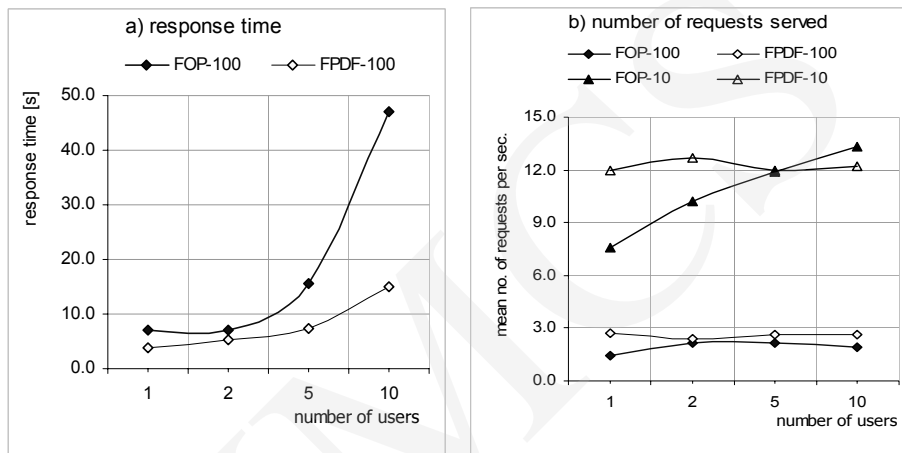 a) response time
FOP-100 FPDF-100
response time [s]
50.0
40.0
30.0
20.0
10.0
0.0
1 2 5 10
number of users
b) number of requests served
FOP-100 FPDF-100
FOP-10 FPDF-10
mean no. of requests per sec.
15.0
12.0
9.0
6.0
3.0
0.0
1 2 5 10
number of users
MCS